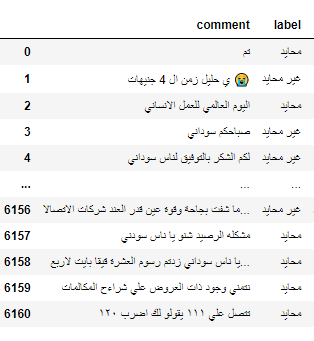 comment label
0 تم محايد
1 ي حليل زمن ال 4 جنيهات 😭 غير محايد
2 اليوم العالمي للعمل الانساني محايد
3 صباحكم سوداني غير محايد
4 لكم الشكر بالتوفيق لناس سوداني غير محايد
... ... ...
6156 ما شفت بجاحة وقوة عين قدر العند شركات الاتصالا... غير محايد
6157 مشكله الرصيد شنو يا ناس سودني محايد
6158 يا ناس سوداني زدتم رسوم العشرة قيقا بايت لاربع... محايد
6159 نتمني وجود ذات العروض علي شراءح المكالمات محايد
6160 تتصل علي ١١١ يقولو لك اضرب ١٢٠ محايد